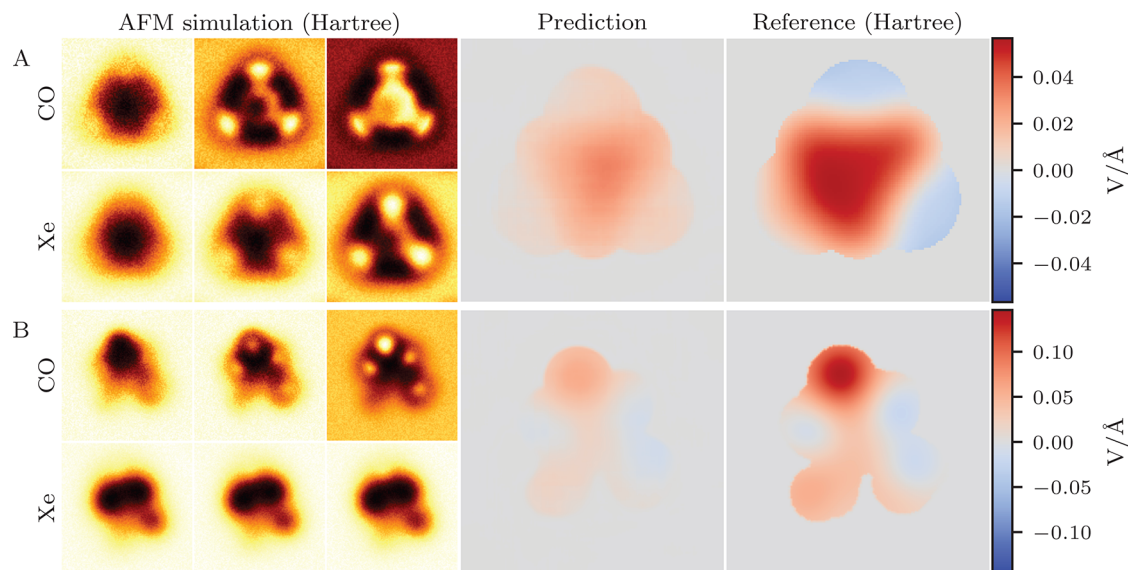 AFM simulation (Hartree) Prediction Reference (Hartree)
A
CO
Xe
0.04
0.02
0.00
−0.02
−0.04
V/Å
B
CO
Xe
0.10
0.05
0.00
−0.05
−0.10
V/Å